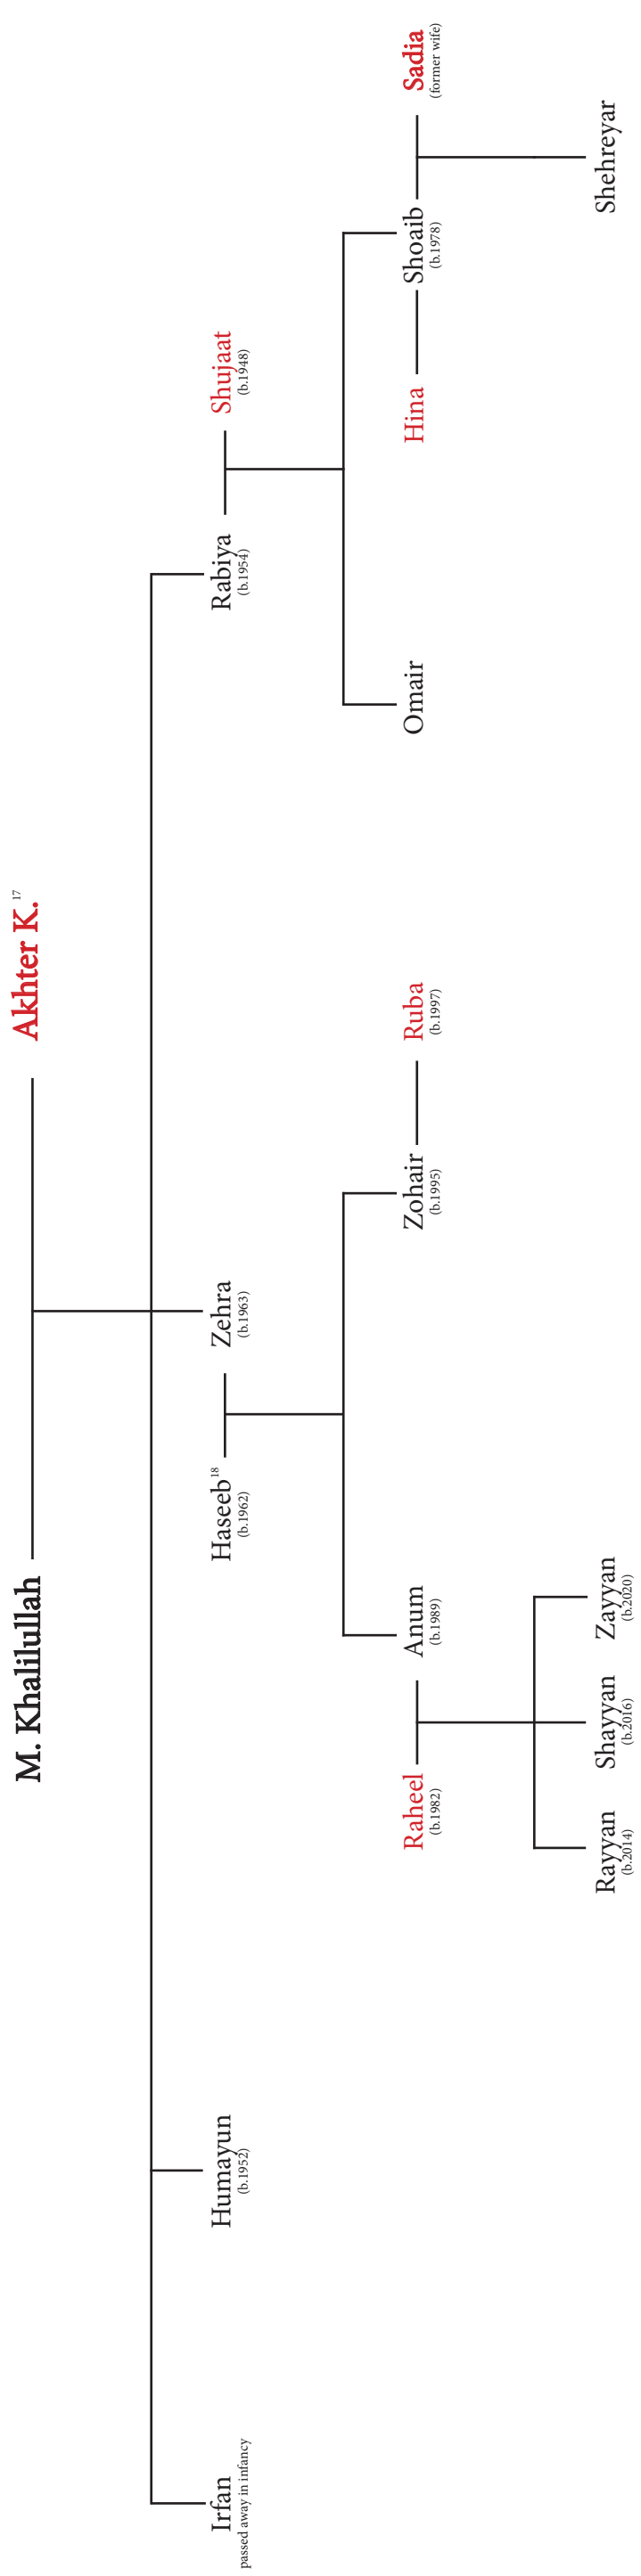 M. Khalilullah
Akhter K. 17
Irfan
passed away in infancy
Humayun
(b.1952)
Haseeb 18
(b.1962)
Zehra
(b.1963)
Rabiya
(b.1954)
Shujaat
(b.1948)
Raheel
(b.1982)
Anum
(b.1989)
Zohair
(b.1995)
Ruba
(b.1997)
Omair
Hina
Shoaib
(b.1978)
Sadia
(former wife)
Rayyan
(b.2014)
Shayyan
(b.2016)
Zayyan
(b.2020)
Shehreyar